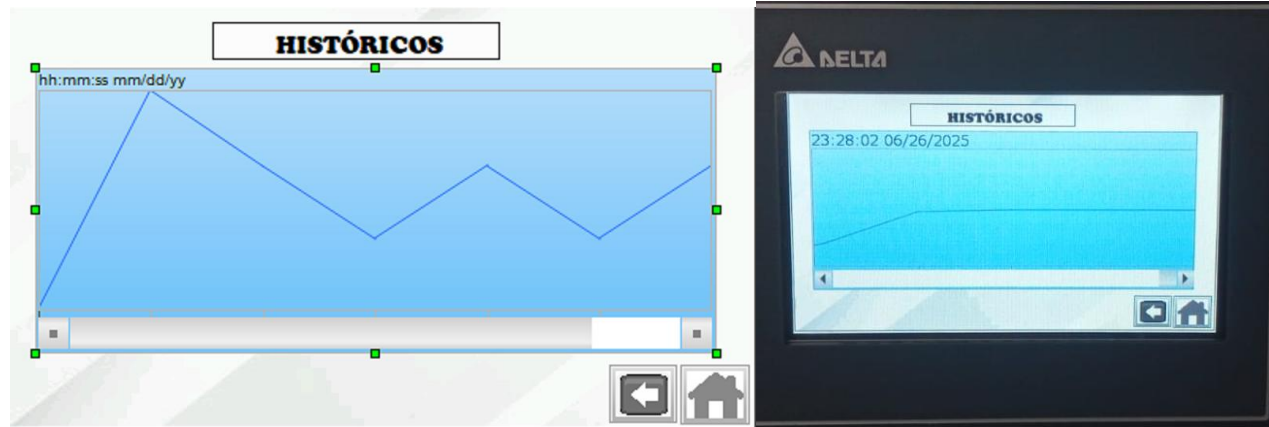 HISTÓRICOS
hh:mm:ss mm/dd/yy
DELTA
HISTÓRICOS
23:28:02 06/26/2025